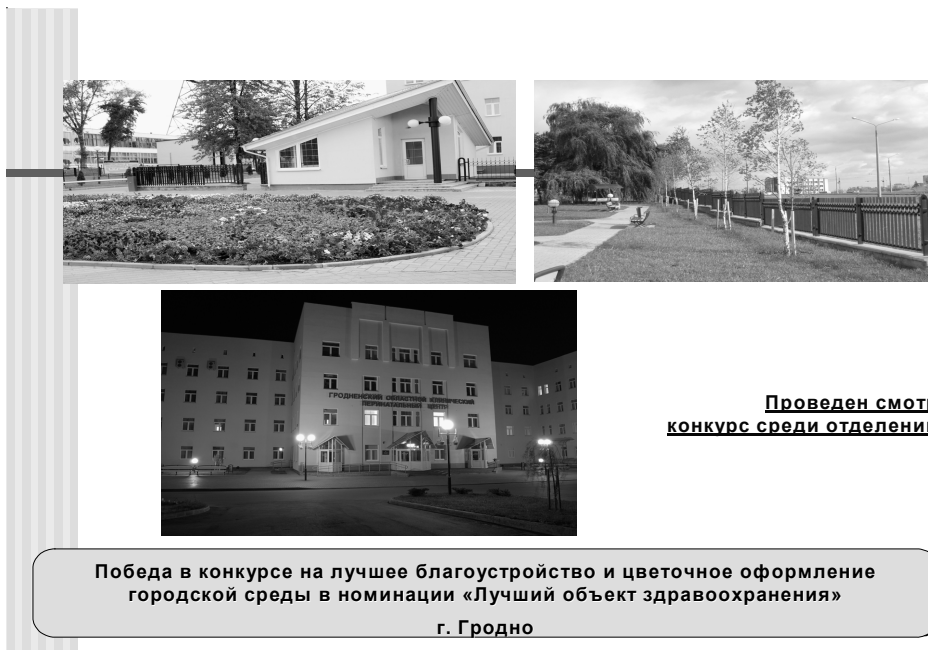 ГРОДНЕНСКИЙ ОБЛАСТНОЙ КЛИНИЧЕСКИЙ
ПЕРИНАТАЛЬНЫЙ ЦЕНТР
Проведен смотр
конкурс среди отделени
Победа в конкурсе на лучшее благоустройство и цветочное оформление
городской среды в номинации «Лучший объект здравоохранения»
г. Гродно